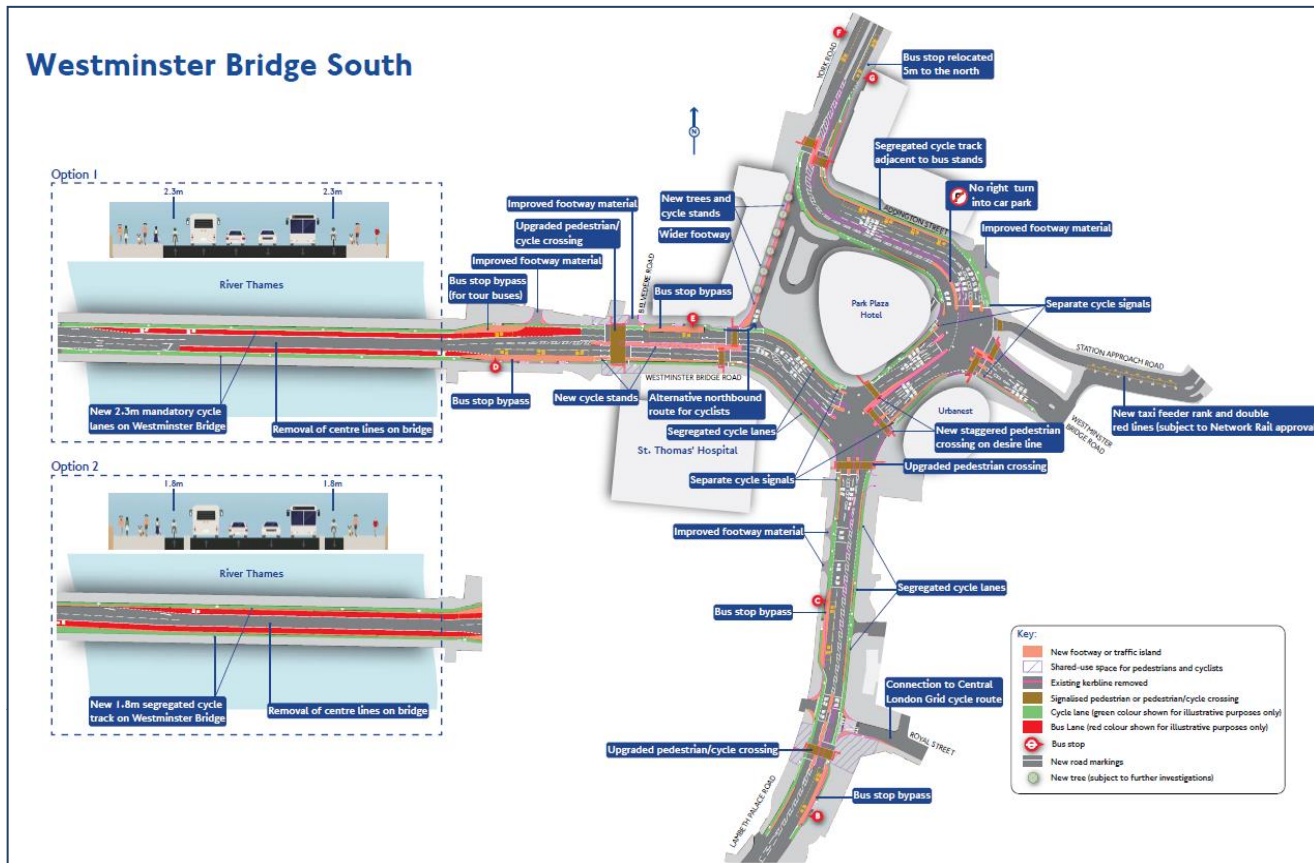 Westminster Bridge South
Option 1
2.3m
2.3m
River Thames
New 2.3m mandatory cycle
lanes on Westminster Bridge
Removal of centre lines on bridge
Option 2
1.8m
1.8m
River Thames
New 1.8m segregated cycle
track on Westminster Bridge
Removal of centre lines on bridge
Bus stop bypass
(for tour buses)
Improved footway material
Upgraded pedestrian/
cycle crossing
Improved footway material
BELVEDERE ROAD
Bus stop bypass
E
D
Bus stop bypass
New cycle stands
WESTMINSTER BRIDGE ROAD
Alternative northbound
route for cyclists
Segregated cycle lanes
St. Thomas' Hospital
Separate cycle signals
New trees and
cycle stands
Wider footway
N
F
YORK ROAD
Bus stop relocated
5m to the north
G
Segregated cycle track
adjacent to bus stands
No right turn
into car park
ADDINGTON STREET
Improved footway material
Park Plaza
Hotel
Separate cycle signals
STATION APPROACH ROAD
New taxi feeder rank and double
red lines (subject to Network Rail approval
WESTMINSTER
BRIDGE ROAD
Urbanest
New staggered pedestrian
crossing on desire line
Upgraded pedestrian crossing
Improved footway material
Segregated cycle lanes
C
Bus stop bypass
Connection to Central
London Grid cycle route
ROYAL STREET
Upgraded pedestrian/cycle crossing
LAMBETH PALACE ROAD
Bus stop bypass
B
Key:
New footway or traffic island
Shared-use space for pedestrians and cyclists
Existing kerbline removed
Signalised pedestrian or pedestrian/cycle crossing
Cycle lane (green colour shown for illustrative purposes only)
Bus Lane (red colour shown for illustrative purposes only)
Bus stop
New road markings
New tree (subject to further investigations)